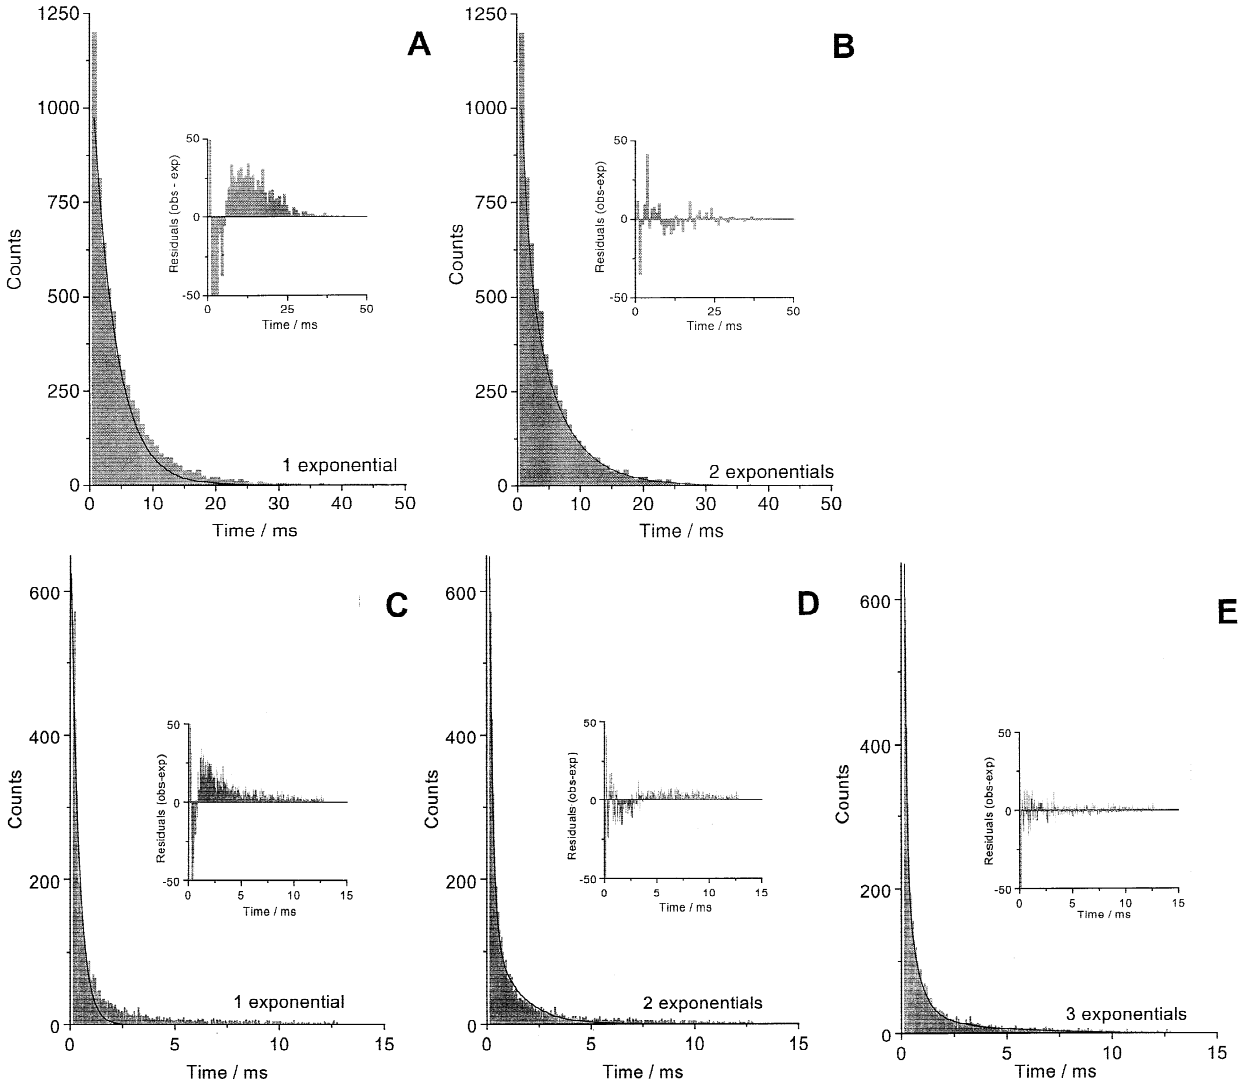 A
1250
1000
750
500
250
0
Counts
0 10 20 30 40 50
Time / ms
1 exponential
50
0
-50
Residuals (obs - exp)
0 25 50
Time / ms
B
1250
1000
750
500
250
0
Counts
0 10 20 30 40 50
Time / ms
2 exponentials
50
0
-50
Residuals (obs-exp)
0 25 50
Time / ms
C
600
400
200
0
Counts
0 5 10 15
Time / ms
1 exponential
50
0
-50
Residuals (obs-exp)
0 5 10 15
Time / ms
D
600
400
200
0
Counts
0 5 10 15
Time / ms
2 exponentials
50
0
-50
Residuals (obs-exp)
0 5 10 15
Time / ms
E
600
400
200
0
Counts
0 5 10 15
Time / ms
3 exponentials
50
0
-50
Residuals (obs-exp)
0 5 10 15
Time / ms